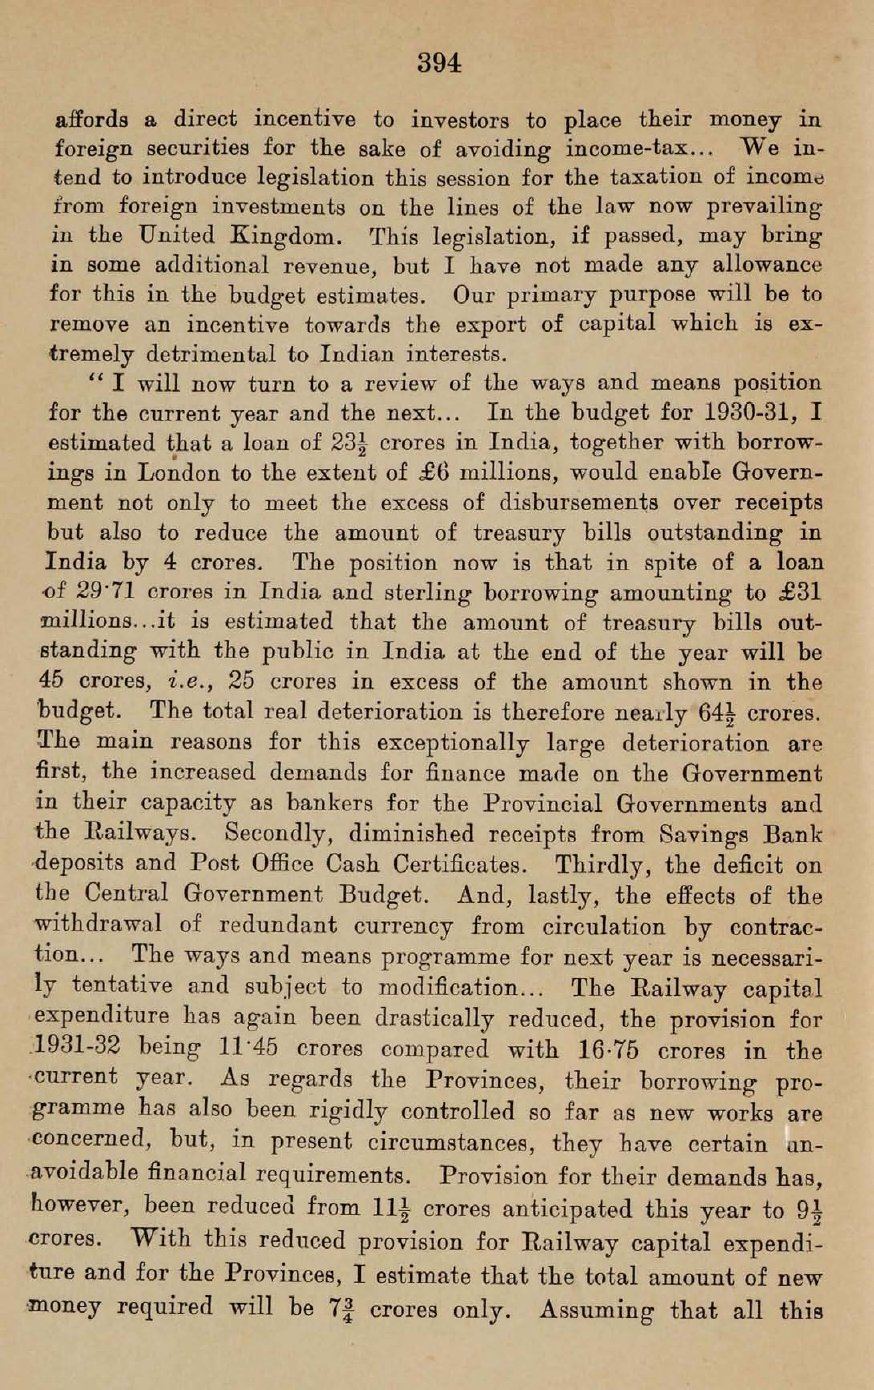 394
affords a direct incentive to investors to place their money in
foreign securities for the sake of avoiding income-tax... We in-
tend to introduce legislation this session for the taxation of income
from foreign investments on the lines of the law now prevailing
in the United Kingdom. This legislation, if passed, may bring
in some additional revenue, but I have not made any allowance
for this in the budget estimates. Our primary purpose will be to
remove an incentive towards the export of capital which is ex-
tremely detrimental to Indian interests.
" I will now turn to a review of the ways and means position
for the current year and the next... In the budget for 1930-31, I
estimated that a loan of 23½ crores in India, together with borrow-
ings in London to the extent of £6 millions, would enable Govern-
ment not only to meet the excess of disbursements over receipts
but also to reduce the amount of treasury bills outstanding in
India by 4 crores. The position now is that in spite of a loan
of 29·71 crores in India and sterling borrowing amounting to £31
millions...it is estimated that the amount of treasury bills out-
standing with the public in India at the end of the year will be
45 crores, i.e., 25 crores in excess of the amount shown in the
budget. The total real deterioration is therefore nearly 64½ crores.
The main reasons for this exceptionally large deterioration are
first, the increased demands for finance made on the Government
in their capacity as bankers for the Provincial Governments and
the Railways. Secondly, diminished receipts from Savings Bank
deposits and Post Office Cash Certificates. Thirdly, the deficit on
the Central Government Budget. And, lastly, the effects of the
withdrawal of redundant currency from circulation by contrac-
tion... The ways and means programme for next year is necessari-
ly tentative and subject to modification... The Railway capital
expenditure has again been drastically reduced, the provision for
1931-32 being 11·45 crores compared with 16·75 crores in the
current year. As regards the Provinces, their borrowing pro-
gramme has also been rigidly controlled so far as new works are
concerned, but, in present circumstances, they have certain un-
avoidable financial requirements. Provision for their demands has,
however, been reduced from 11½ crores anticipated this year to 9½
crores. With this reduced provision for Railway capital expendi-
ture and for the Provinces, I estimate that the total amount of new
money required will be 7¾ crores only. Assuming that all this